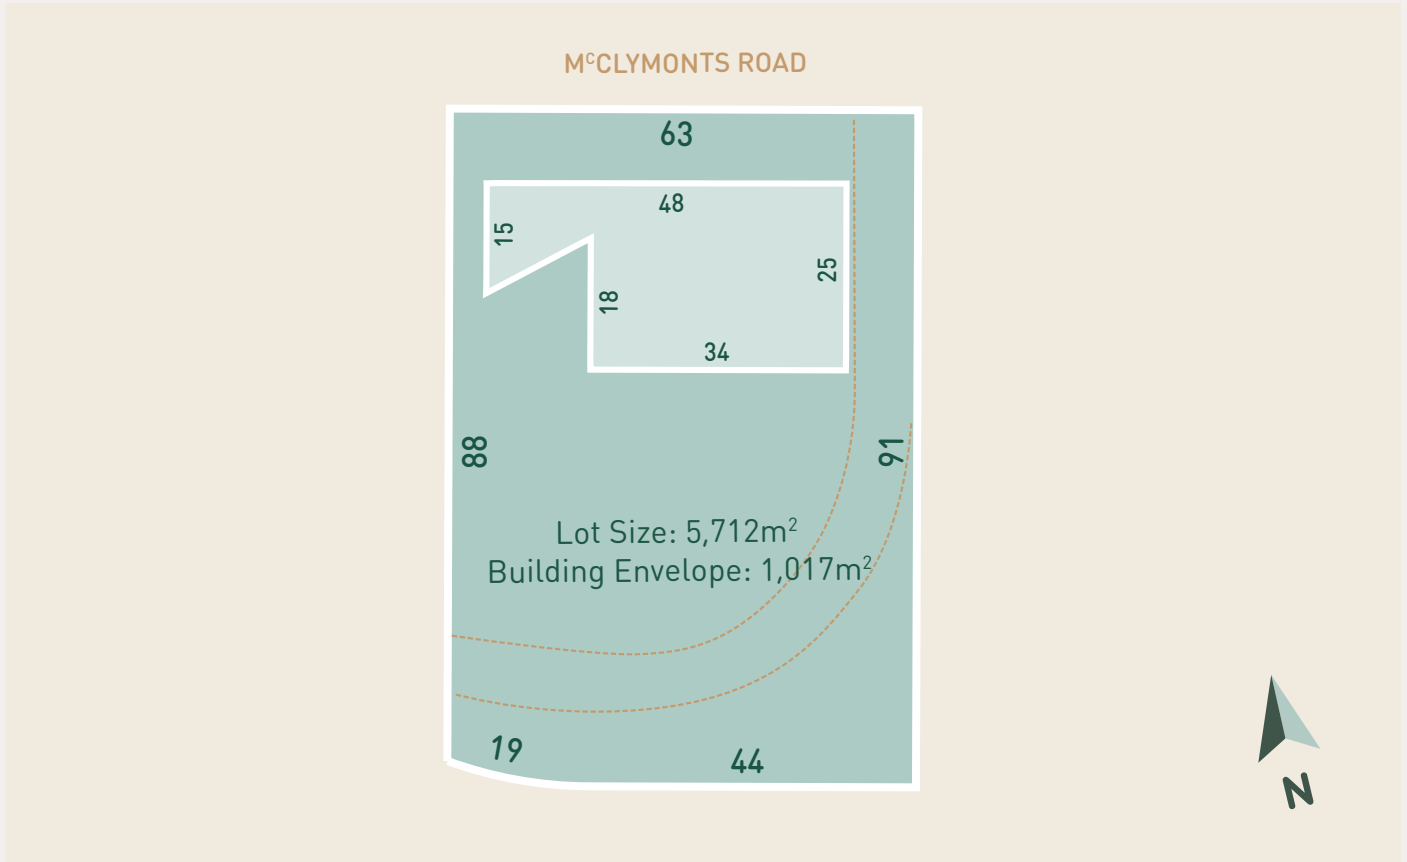 MᶜCLYMONTS ROAD
63
48
15
25
18
34
88
91
Lot Size: 5,712m²
Building Envelope: 1,017m²
19
44
N